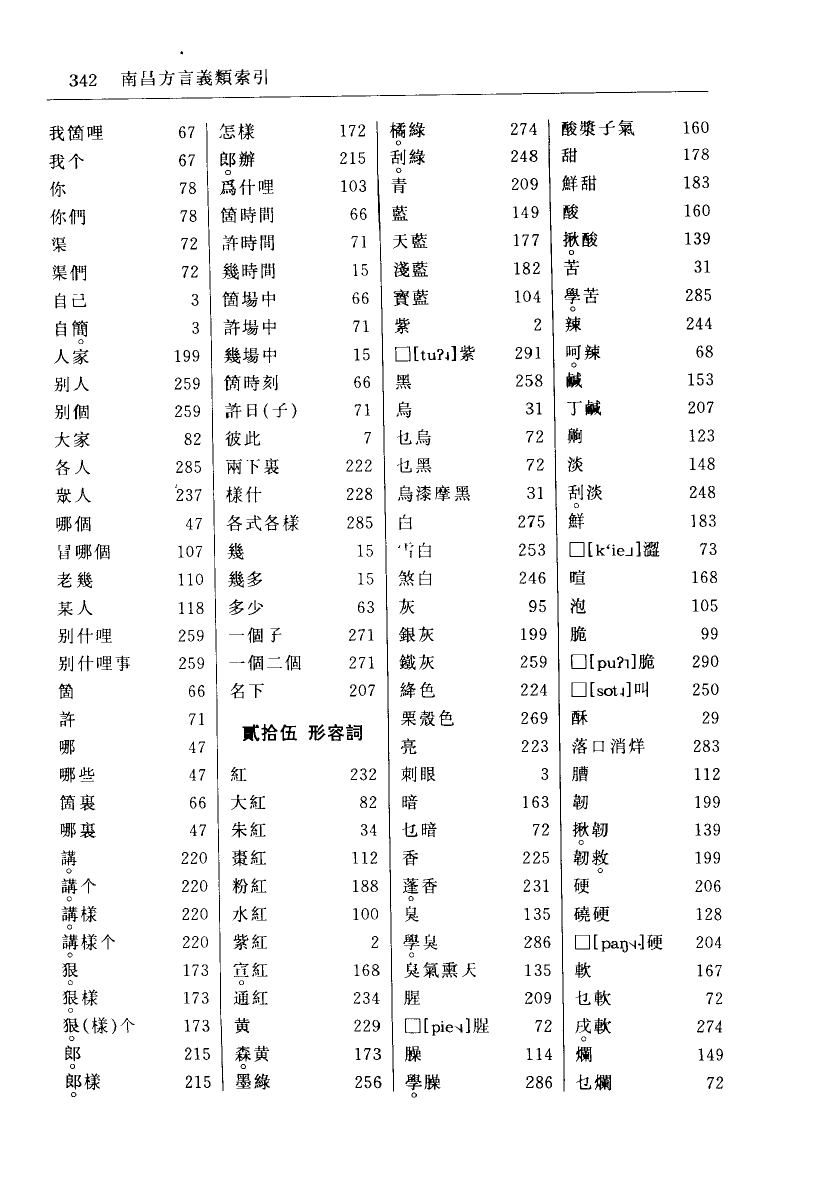 342 南昌方言義類索引
我箇哩 67
我个 67
你 78
你們 78
渠 72
渠們 72
自己 3
自簡 3
人家 199
别人 259
别個 259
大家 82
各人 285
衆人 237
哪個 47
冒哪個 107
老幾 110
某人 118
别什哩 259
别什哩事 259
箇 66
許 71
哪 47
哪些 47
箇裏 66
哪裏 47
講 220
講个 220
講樣 220
講樣个 220
狠 173
狠樣 173
狠(樣)个 173
郎 215
郎樣 215
怎樣 172
郎辦 215
爲什哩 103
箇時間 66
許時間 71
幾時間 15
箇場中 66
許場中 71
幾場中 15
箇時刻 66
許日(子) 71
彼此 7
兩下裏 222
樣什 228
各式各樣 285
幾 15
幾多 15
多少 63
一個子 271
一個二個 271
名下 207
貳拾伍 形容詞
紅 232
大紅 82
朱紅 34
棗紅 112
粉紅 188
水紅 100
紫紅 2
宣紅 168
通紅 234
黄 229
森黄 173
墨綠 256
橘綠 274
刮綠 248
青 209
藍 149
天藍 177
淺藍 182
寶藍 104
紫 2
□[tuʔ˨]紫 291
黑 258
烏 31
乜烏 72
乜黑 72
烏漆摩黑 31
白 275
雪白 253
煞白 246
灰 95
銀灰 199
鐵灰 259
絳色 224
栗殼色 269
亮 223
刺眼 3
暗 163
乜暗 72
香 225
蓬香 231
臭 135
學臭 286
臭氣熏天 135
腥 209
□[pie]腥 72
臊 114
學臊 286
酸漿子氣 160
甜 178
鮮甜 183
酸 160
揪酸 139
苦 31
學苦 285
辣 244
呵辣 68
鹹 153
丁鹹 207
齁 123
淡 148
刮淡 248
鮮 183
□[k‘ie˩]澀 73
暄 168
泡 105
脆 99
□[puʔ˥]脆 290
□[sot˨]叫 250
酥 29
落口消烊 283
膻 112
韌 199
揪韌 139
韌救 199
硬 206
磽硬 128
□[paŋ]硬 204
軟 167
乜軟 72
戌軟 274
爛 149
乜爛 72